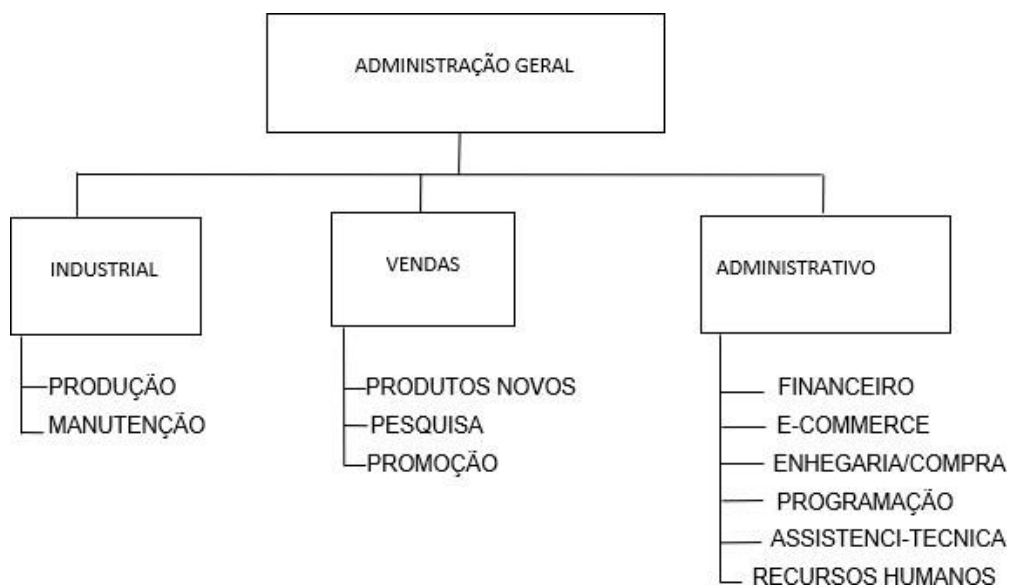 ADMINISTRAÇÃO GERAL
INDUSTRIAL
PRODUÇÃO
MANUTENÇÃO
VENDAS
PRODUTOS NOVOS
PESQUISA
PROMOÇÃO
ADMINISTRATIVO
FINANCEIRO
E-COMMERCE
ENHEGARIA/COMPRA
PROGRAMAÇÃO
ASSISTENCI-TECNICA
RECURSOS HUMANOS